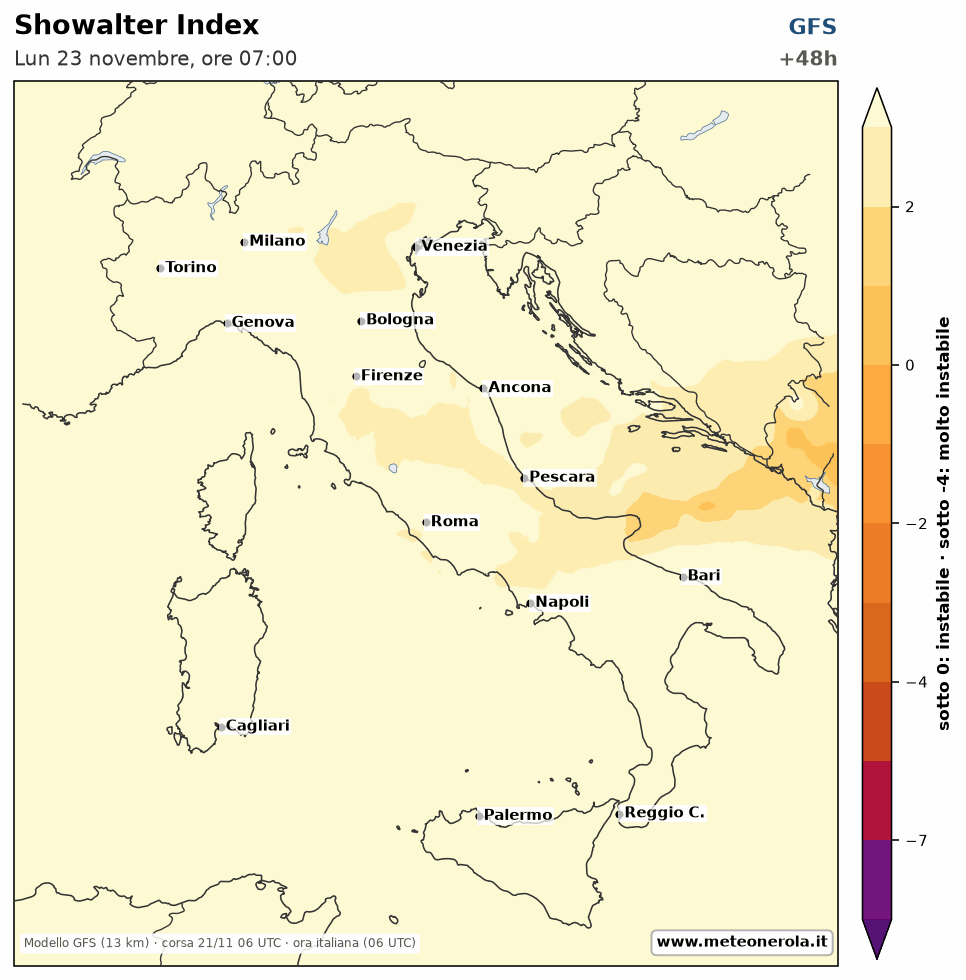 Showalter Index
GFS
Lun 23 novembre, ore 07:00
+48h
Milano
Venezia
Torino
Genova
Bologna
Firenze
Ancona
Pescara
Roma
Bari
Napoli
Cagliari
Palermo
Reggio C.
2
0
−2
−4
−7
sotto 0: instabile · sotto -4: molto instabile
Modello GFS (13 km) · corsa 21/11 06 UTC · ora italiana (06 UTC)
www.meteonerola.it